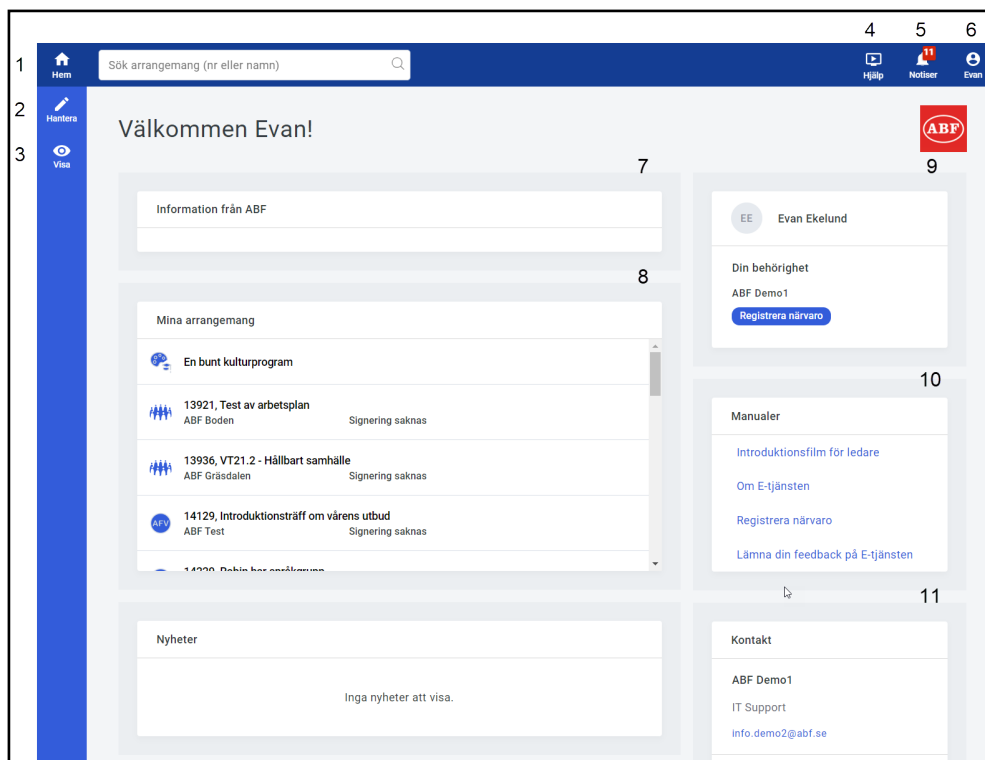 4 5 6
11
1 Hem Sök arrangemang (nr eller namn) Hjälp Notiser Evan
2 Hantera
Välkommen Evan!
ABF
3 Visa
7
Information från ABF
8
Mina arrangemang
En bunt kulturprogram
13921, Test av arbetsplan
ABF Boden Signering saknas
13936, VT21.2 - Hållbart samhälle
ABF Gräsdalen Signering saknas
AFV
14129, Introduktionsträff om vårens utbud
ABF Test Signering saknas
14239, Robin har språkgrupp
Nyheter
Inga nyheter att visa.
9
EE Evan Ekelund
Din behörighet
ABF Demo1
Registrera närvaro
10
Manualer
Introduktionsfilm för ledare
Om E-tjänsten
Registrera närvaro
Lämna din feedback på E-tjänsten
11
Kontakt
ABF Demo1
IT Support
info.demo2@abf.se